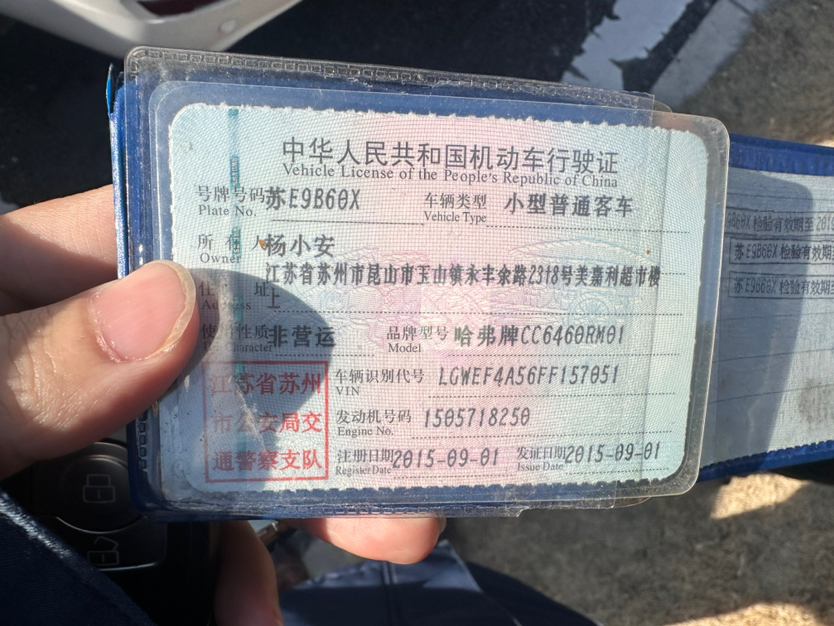 中华人民共和国机动车行驶证
Vehicle License of the People's Republic of China
号牌号码 苏E9B60X 车辆类型 小型普通客车
Plate No. Vehicle Type
所有人 杨小安
Owner
江苏省苏州市昆山市玉山镇永丰余路2318号美嘉利超市楼
住 址 上
Address
使用性质 非营运 品牌型号 哈弗牌CC6460RM01
Use Character Model
江苏省苏州 车辆识别代号 LGWEF4A56FF157051
VIN
市公安局交 发动机号码 1505718250
Engine No.
通警察支队 注册日期 2015-09-01 发证日期 2015-09-01
Register Date Issue Date
检验有效期至
苏E9B60X 检验有效期
苏E9B60X 检验有效期